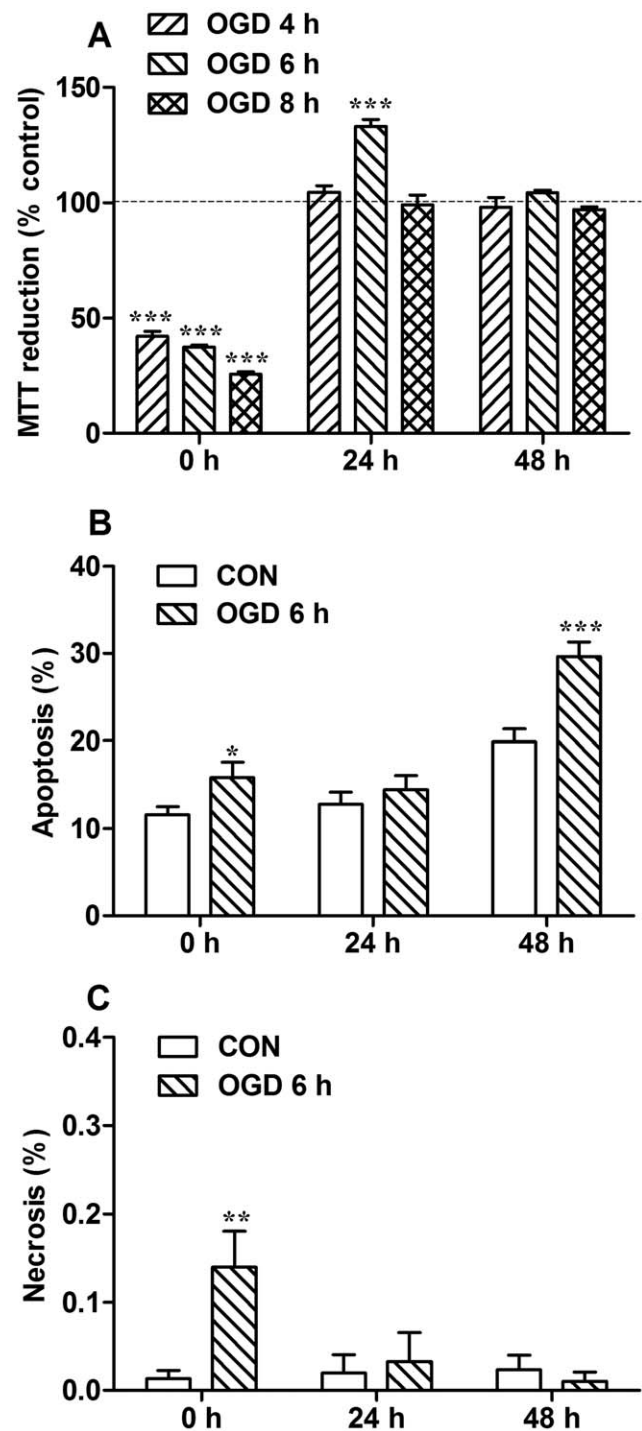 A
OGD 4 h
OGD 6 h
OGD 8 h
MTT reduction (% control)
150
100
50
0
***
***
***
***
0 h 24 h 48 h
B
CON
OGD 6 h
Apoptosis (%)
40
30
20
10
0
*
***
0 h 24 h 48 h
C
CON
OGD 6 h
Necrosis (%)
0.4
0.3
0.2
0.1
0.0
**
0 h 24 h 48 h